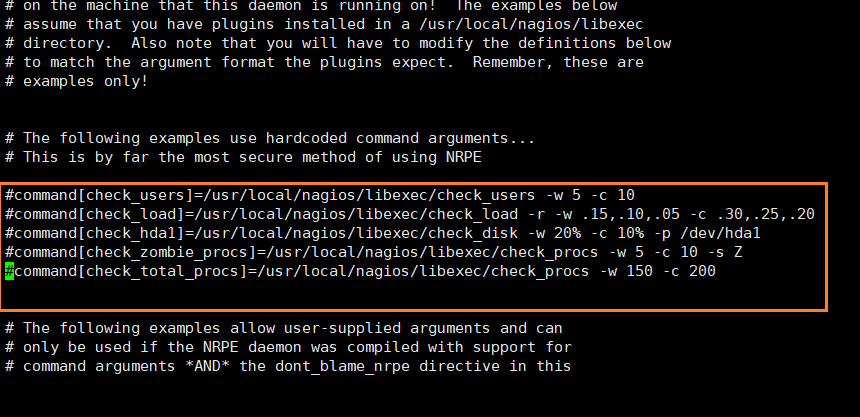 # on the machine that this daemon is running on!  The examples below
# assume that you have plugins installed in a /usr/local/nagios/libexec
# directory.  Also note that you will have to modify the definitions below
# to match the argument format the plugins expect.  Remember, these are
# examples only!
# The following examples use hardcoded command arguments...
# This is by far the most secure method of using NRPE
#command[check_users]=/usr/local/nagios/libexec/check_users -w 5 -c 10
#command[check_load]=/usr/local/nagios/libexec/check_load -r -w .15,.10,.05 -c .30,.25,.20
#command[check_hda1]=/usr/local/nagios/libexec/check_disk -w 20% -c 10% -p /dev/hda1
#command[check_zombie_procs]=/usr/local/nagios/libexec/check_procs -w 5 -c 10 -s Z
#command[check_total_procs]=/usr/local/nagios/libexec/check_procs -w 150 -c 200
# The following examples allow user-supplied arguments and can
# only be used if the NRPE daemon was compiled with support for
# command arguments *AND* the dont_blame_nrpe directive in this